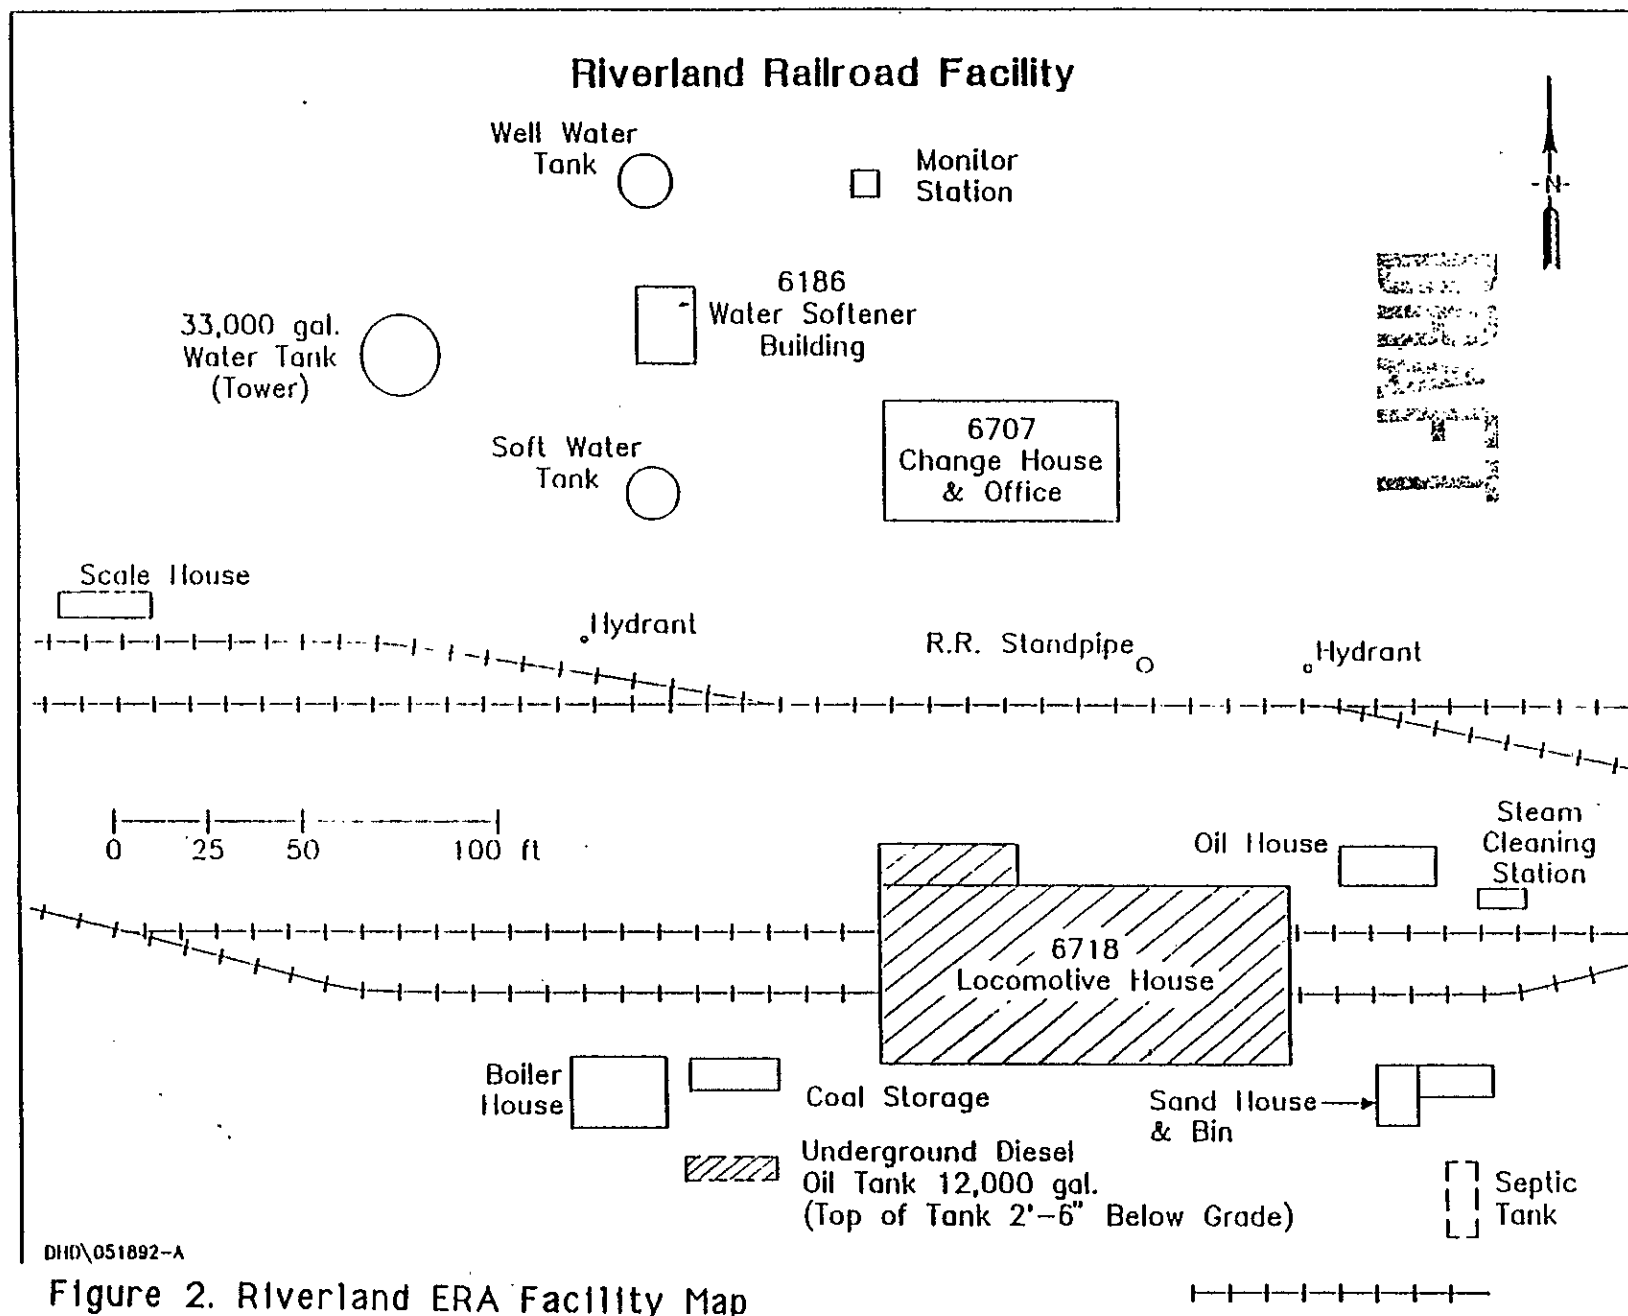 Riverland Railroad Facility
Well Water
Tank
Monitor
Station
-N-
6186
Water Softener
Building
33,000 gal.
Water Tank
(Tower)
6707
Change House
& Office
Soft Water
Tank
Scale House
Hydrant
R.R. Standpipe
Hydrant
0 25 50 100 ft
Steam
Cleaning
Station
Oil House
6718
Locomotive House
Boiler
House
Coal Storage
Sand House
& Bin
Underground Diesel
Oil Tank 12,000 gal.
(Top of Tank 2'-6" Below Grade)
Septic
Tank
DHD\051892-A
Figure 2. Riverland ERA Facility Map